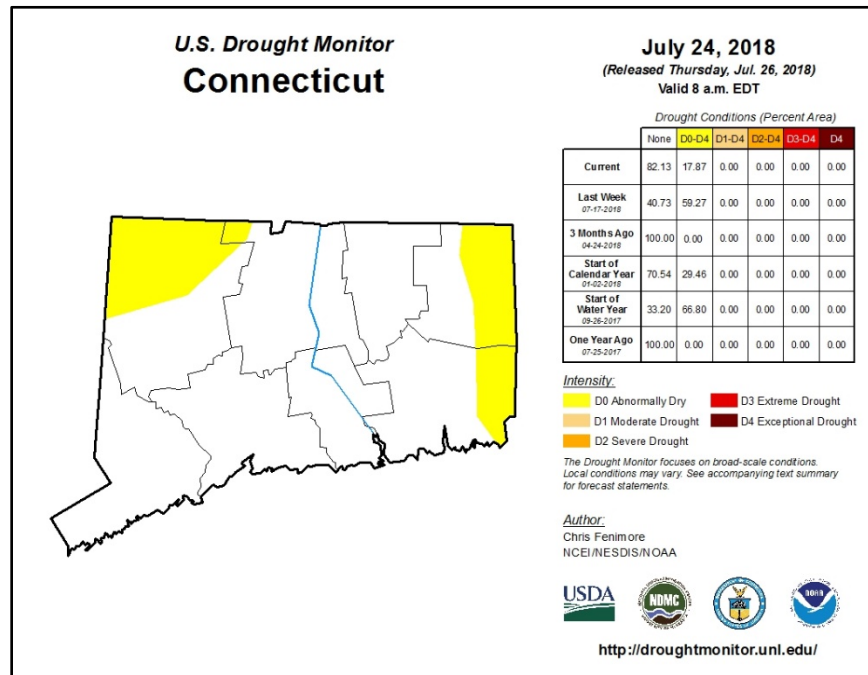 U.S. Drought Monitor
Connecticut
July 24, 2018
(Released Thursday, Jul. 26, 2018)
Valid 8 a.m. EDT
Drought Conditions (Percent Area)
None D0-D4 D1-D4 D2-D4 D3-D4 D4
Current 82.13 17.87 0.00 0.00 0.00 0.00
Last Week
07-17-2018 40.73 59.27 0.00 0.00 0.00 0.00
3 Months Ago
04-24-2018 100.00 0.00 0.00 0.00 0.00 0.00
Start of
Calendar Year
01-02-2018 70.54 29.46 0.00 0.00 0.00 0.00
Start of
Water Year
09-26-2017 33.20 66.80 0.00 0.00 0.00 0.00
One Year Ago
07-25-2017 100.00 0.00 0.00 0.00 0.00 0.00
Intensity:
D0 Abnormally Dry
D1 Moderate Drought
D2 Severe Drought
D3 Extreme Drought
D4 Exceptional Drought
The Drought Monitor focuses on broad-scale conditions.
Local conditions may vary. See accompanying text summary
for forecast statements.
Author:
Chris Fenimore
NCEI/NESDIS/NOAA
USDA
NDMC
NOAA
http://droughtmonitor.unl.edu/